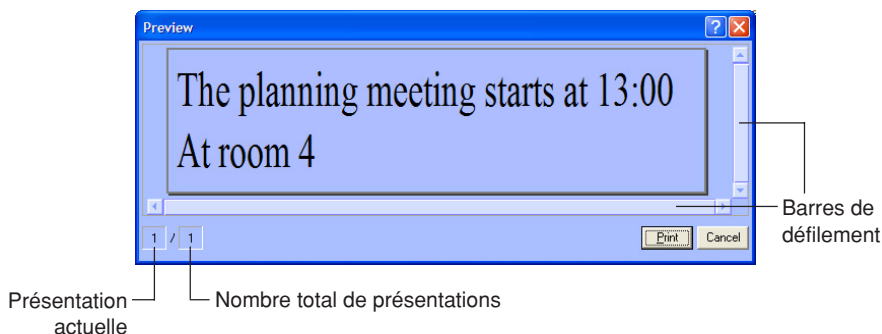 Preview
The planning meeting starts at 13:00
At room 4
1 / 1
Print Cancel
Barres de
défilement
Présentation
actuelle
Nombre total de présentations